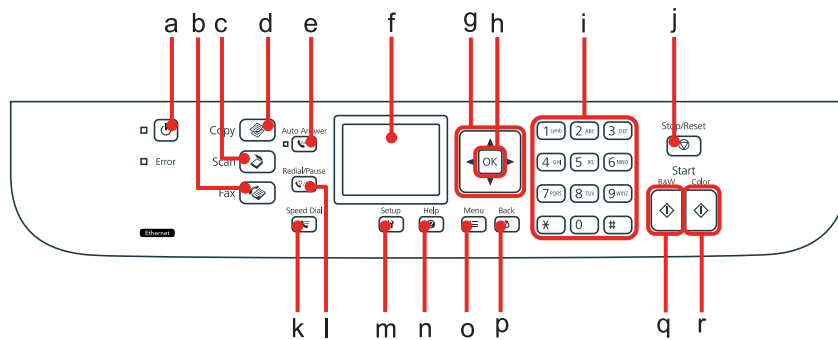 a b c d e f g h i j
Copy
Auto Answer
Scan
Error
Redial/Pause
Fax
Speed Dial
Ethernet
Setup
Help
Menu
Back
OK
1 symb 2 ABC 3 DEF
4 GHI 5 JKL 6 MNO
7 PQRS 8 TUV 9 WXYZ
* 0 #
Stop/Reset
Start
B&W Color
k l m n o p q r